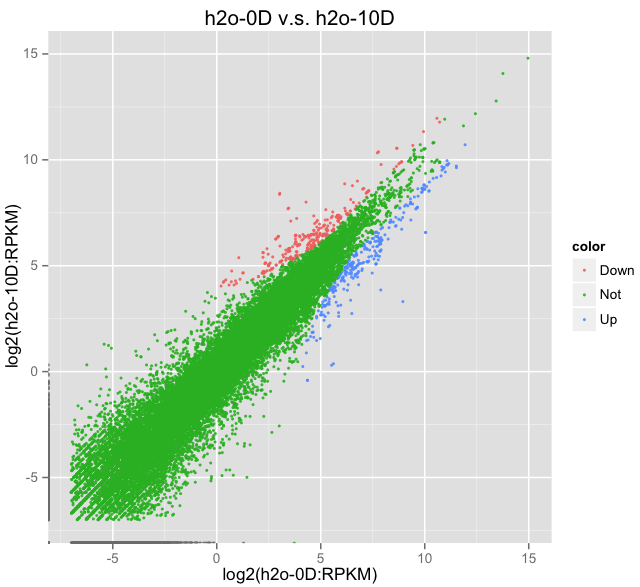 h2o-0D v.s. h2o-10D
log2(h2o-10D:RPKM)
15
10
5
0
-5
-5 0 5 10 15
log2(h2o-0D:RPKM)
color
Down
Not
Up